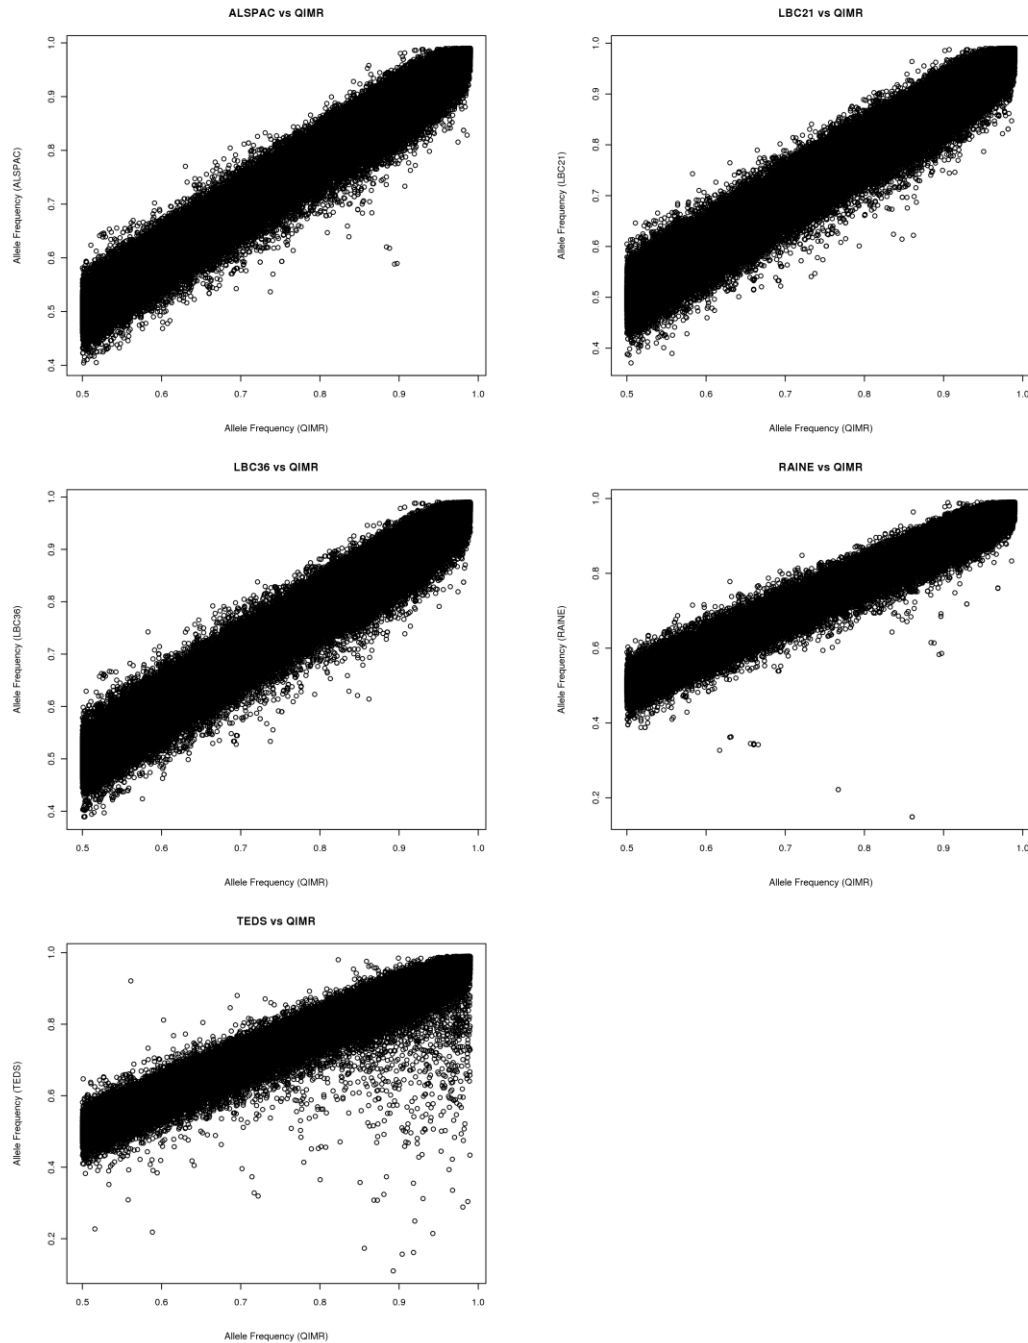 ALSPAC vs QIMR
Allele Frequency (ALSPAC)
1.0
0.9
0.8
0.7
0.6
0.5
0.4
0.5 0.6 0.7 0.8 0.9 1.0
Allele Frequency (QIMR)
LBC21 vs QIMR
Allele Frequency (LBC21)
1.0
0.9
0.8
0.7
0.6
0.5
0.4
0.5 0.6 0.7 0.8 0.9 1.0
Allele Frequency (QIMR)
LBC36 vs QIMR
Allele Frequency (LBC36)
1.0
0.9
0.8
0.7
0.6
0.5
0.4
0.5 0.6 0.7 0.8 0.9 1.0
Allele Frequency (QIMR)
RAINE vs QIMR
Allele Frequency (RAINE)
1.0
0.8
0.6
0.4
0.2
0.5 0.6 0.7 0.8 0.9 1.0
Allele Frequency (QIMR)
TEDS vs QIMR
Allele Frequency (TEDS)
1.0
0.8
0.6
0.4
0.2
0.5 0.6 0.7 0.8 0.9 1.0
Allele Frequency (QIMR)